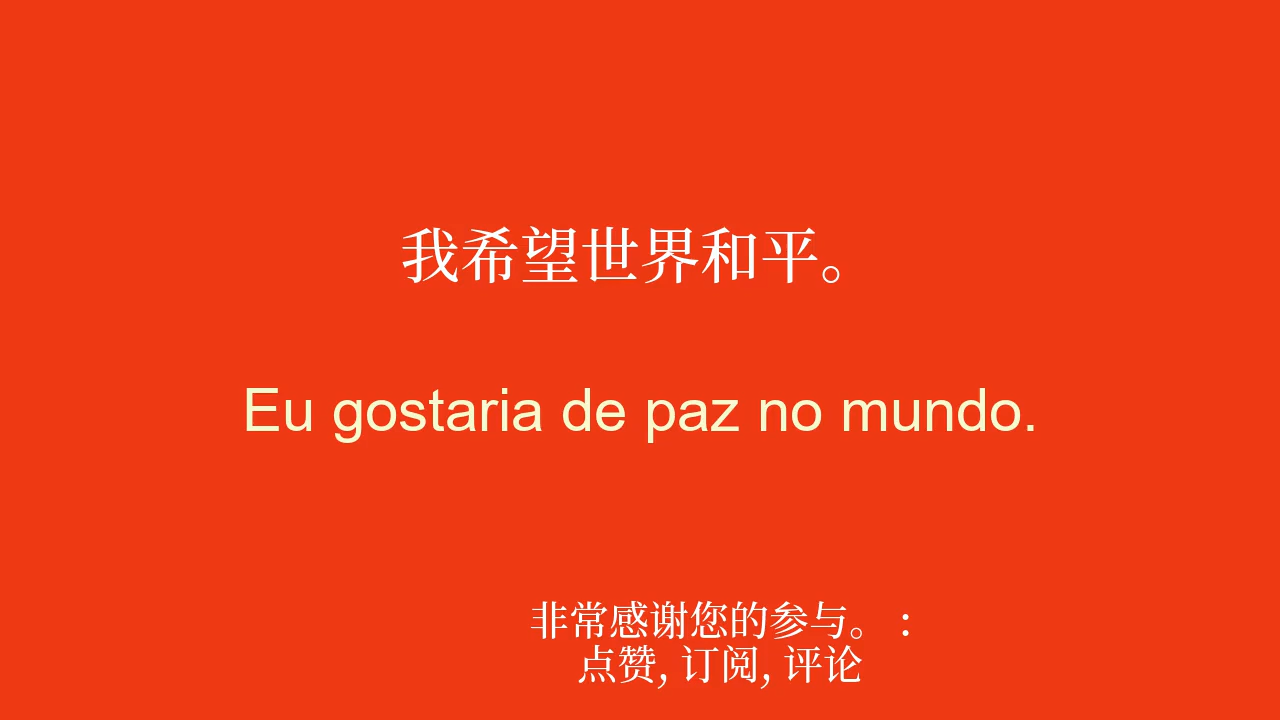 我希望世界和平。
Eu gostaria de paz no mundo.
非常感谢您的参与。 :
点赞, 订阅, 评论